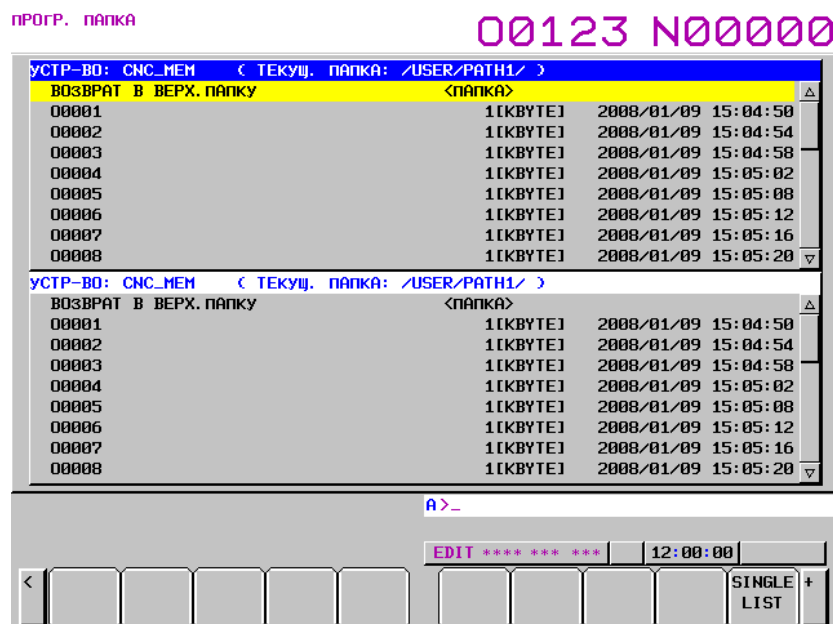 ПРОГР. ПАПКА
O0123 N00000
УСТР-ВО: CNC_MEM ( ТЕКУЩ. ПАПКА: /USER/PATH1/ )
ВОЗВРАТ В ВЕРХ.ПАПКУ <ПАПКА>
O0001 1[KBYTE] 2008/01/09 15:04:50
O0002 1[KBYTE] 2008/01/09 15:04:54
O0003 1[KBYTE] 2008/01/09 15:04:58
O0004 1[KBYTE] 2008/01/09 15:05:02
O0005 1[KBYTE] 2008/01/09 15:05:08
O0006 1[KBYTE] 2008/01/09 15:05:12
O0007 1[KBYTE] 2008/01/09 15:05:16
O0008 1[KBYTE] 2008/01/09 15:05:20
УСТР-ВО: CNC_MEM ( ТЕКУЩ. ПАПКА: /USER/PATH1/ )
ВОЗВРАТ В ВЕРХ.ПАПКУ <ПАПКА>
O0001 1[KBYTE] 2008/01/09 15:04:50
O0002 1[KBYTE] 2008/01/09 15:04:54
O0003 1[KBYTE] 2008/01/09 15:04:58
O0004 1[KBYTE] 2008/01/09 15:05:02
O0005 1[KBYTE] 2008/01/09 15:05:08
O0006 1[KBYTE] 2008/01/09 15:05:12
O0007 1[KBYTE] 2008/01/09 15:05:16
O0008 1[KBYTE] 2008/01/09 15:05:20
A>_
EDIT **** *** *** 12:00:00
< SINGLE +
LIST